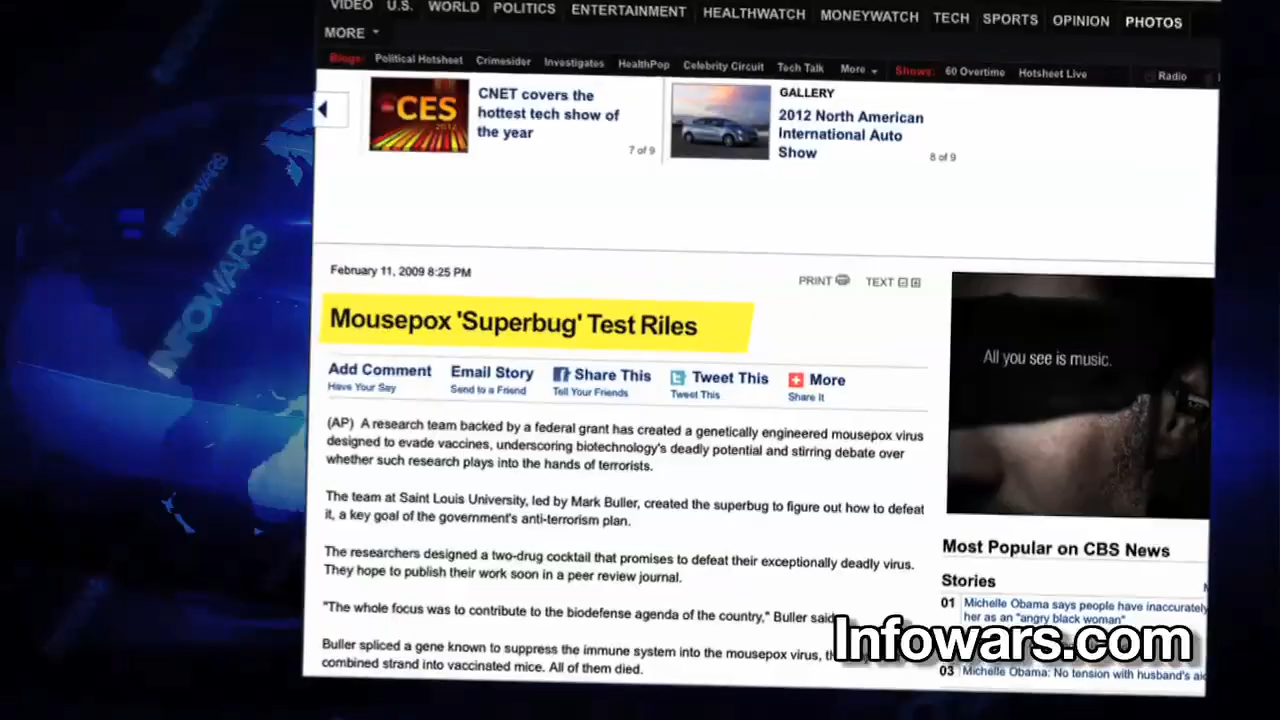 VIDEO U.S. WORLD POLITICS ENTERTAINMENT HEALTHWATCH MONEYWATCH TECH SPORTS OPINION PHOTOS
MORE
Blogs: Political Hotsheet Crimesider Investigates HealthPop Celebrity Circuit Tech Talk More Shows: 60 Overtime Hotsheet Live Radio
CES
2012
CNET covers the
hottest tech show of
the year
7 of 9
GALLERY
2012 North American
International Auto
Show
8 of 9
INFOWARS
INFOWARS
INFOWARS
February 11, 2009 8:25 PM
PRINT TEXT
Mousepox 'Superbug' Test Riles
Add Comment Email Story Share This Tweet This More
Have Your Say Send to a Friend Tell Your Friends Tweet This Share It
All you see is music.
(AP) A research team backed by a federal grant has created a genetically engineered mousepox virus
designed to evade vaccines, underscoring biotechnology's deadly potential and stirring debate over
whether such research plays into the hands of terrorists.
The team at Saint Louis University, led by Mark Buller, created the superbug to figure out how to defeat
it, a key goal of the government's anti-terrorism plan.
The researchers designed a two-drug cocktail that promises to defeat their exceptionally deadly virus.
They hope to publish their work soon in a peer review journal.
"The whole focus was to contribute to the biodefense agenda of the country," Buller said
Buller spliced a gene known to suppress the immune system into the mousepox virus,
combined strand into vaccinated mice. All of them died.
Most Popular on CBS News
Stories
01 Michelle Obama says people have inaccurately
her as an "angry black woman"
03 Michelle Obama: No tension with husband's
Infowars.com